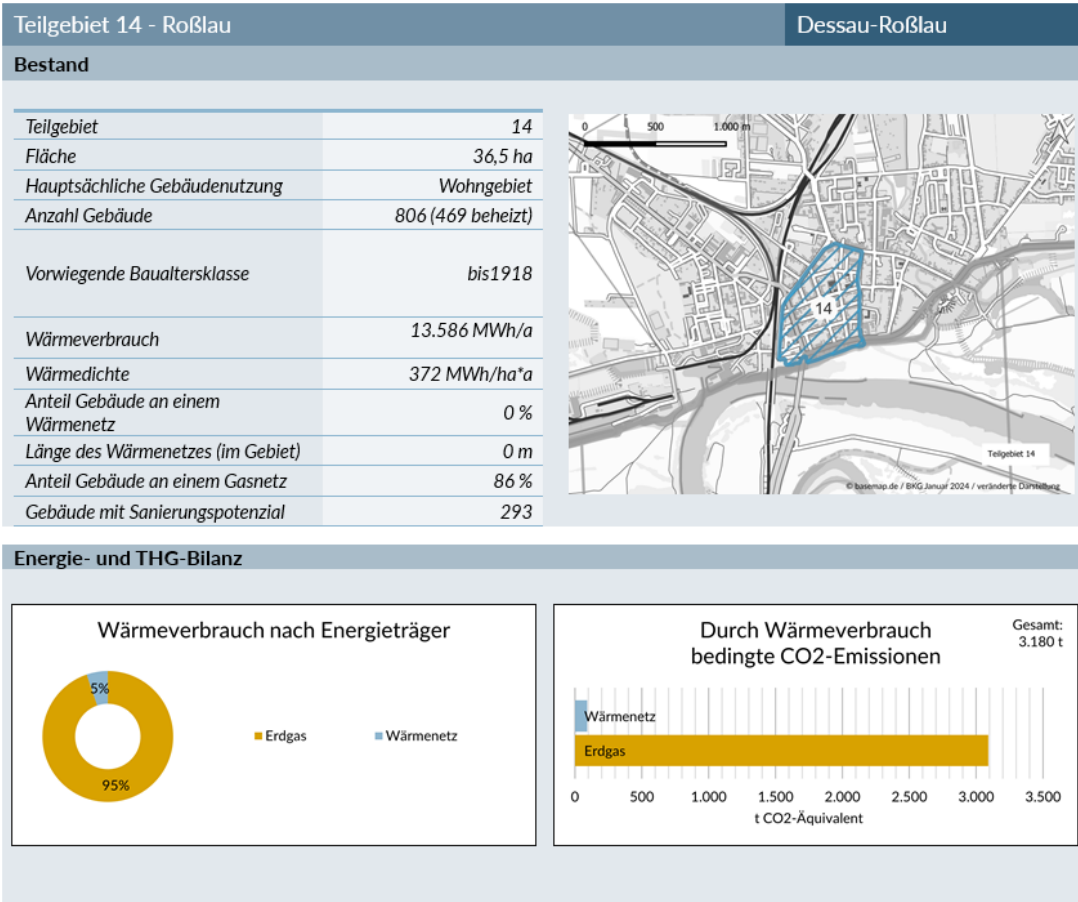 Teilgebiet 14 - Roßlau
Dessau-Roßlau
Bestand
Teilgebiet 14
Fläche 36,5 ha
Hauptsächliche Gebäudenutzung Wohngebiet
Anzahl Gebäude 806 (469 beheizt)
Vorwiegende Baualtersklasse bis1918
Wärmeverbrauch 13.586 MWh/a
Wärmedichte 372 MWh/ha*a
Anteil Gebäude an einem
Wärmenetz 0 %
Länge des Wärmenetzes (im Gebiet) 0 m
Anteil Gebäude an einem Gasnetz 86 %
Gebäude mit Sanierungspotenzial 293
0 500 1.000 m
14
Teilgebiet 14
© basemap.de / BKG Januar 2024 / veränderte Darstellung
Energie- und THG-Bilanz
Wärmeverbrauch nach Energieträger
5%
95%
Erdgas
Wärmenetz
Durch Wärmeverbrauch
bedingte CO2-Emissionen
Gesamt:
3.180 t
Wärmenetz
Erdgas
0 500 1.000 1.500 2.000 2.500 3.000 3.500
t CO2-Äquivalent